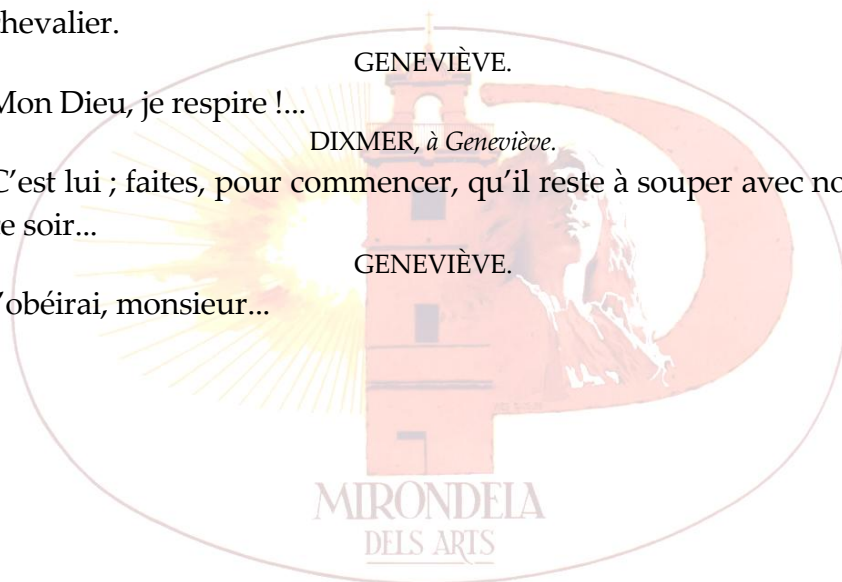 hevalier.
GENEVIÈVE.
Mon Dieu, je respire !...
DIXMER, à Geneviève.
C’est lui ; faites, pour commencer, qu’il reste à souper avec no
e soir...
GENEVIÈVE.
’obéirai, monsieur...
MIRONDELA
DELS ARTS